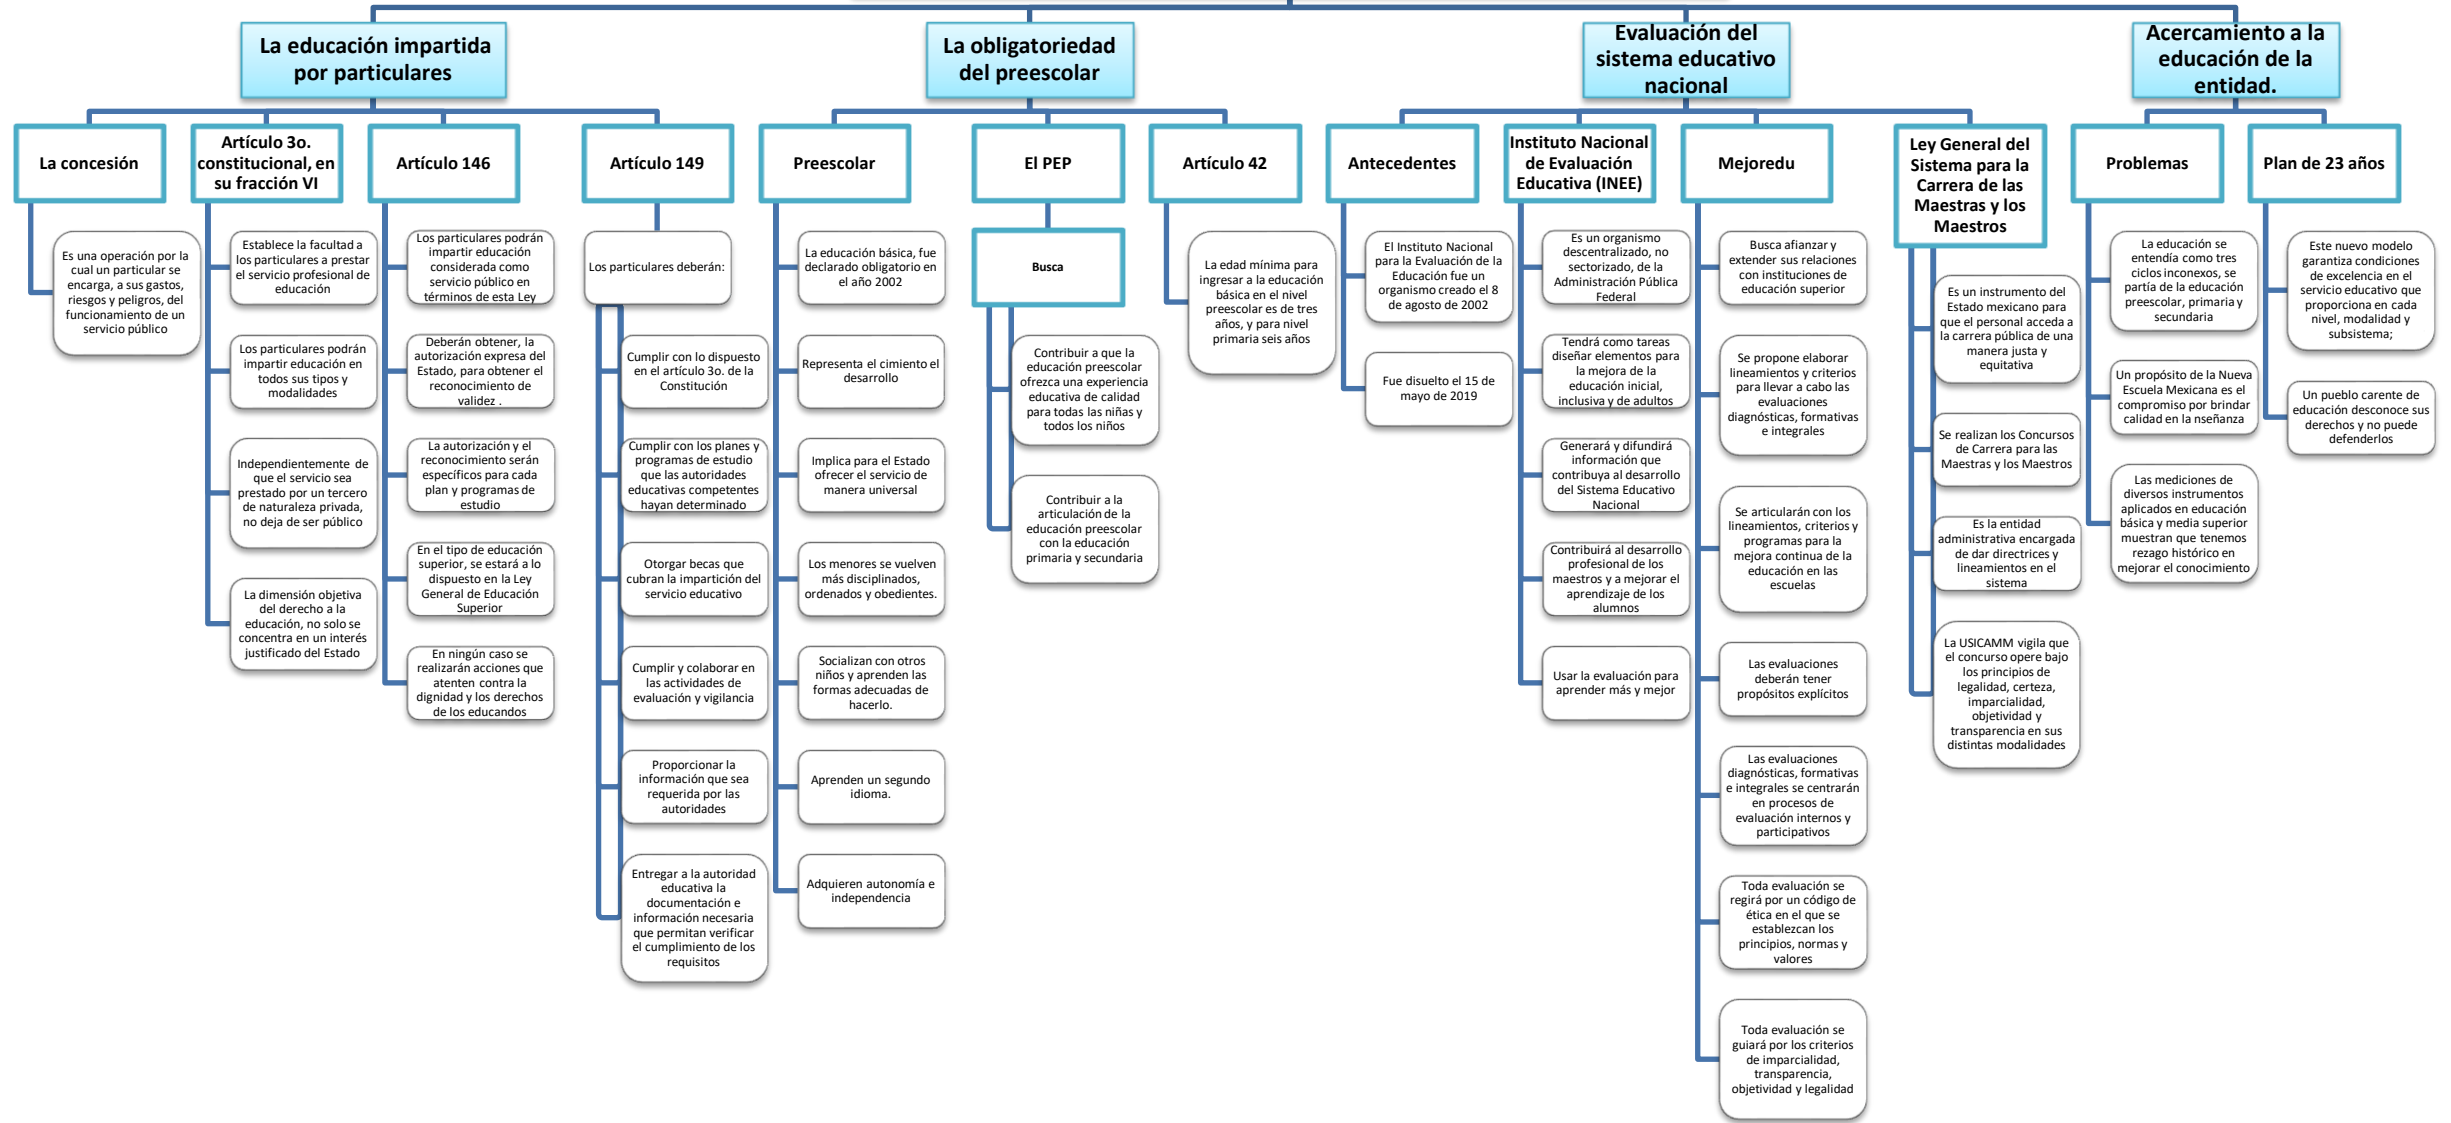 La educación impartida
por particulares
La obligatoriedad
del preescolar
Evaluación del
sistema educativo
nacional
Acercamiento a la
educación de la
entidad.
La concesión
Es una operación por la
cual un particular se
encarga, a sus gastos,
riesgos y peligros, del
funcionamiento de un
servicio público
Artículo 3o.
constitucional, en
su fracción VI
Establece la facultad a
los particulares a prestar
el servicio profesional de
educación
Los particulares podrán
impartir educación en
todos sus tipos y
modalidades
Independientemente de
que el servicio sea
prestado por un tercero
de naturaleza privada,
no deja de ser público
La dimensión objetiva
del derecho a la
educación, no solo se
concentra en un interés
justificado del Estado
Artículo 146
Los particulares podrán
impartir educación
considerada como
servicio público en
términos de esta Ley
Deberán obtener, la
autorización expresa del
Estado, para obtener el
reconocimiento de
validez .
La autorización y el
reconocimiento serán
específicos para cada
plan y programas de
estudio
En el tipo de educación
superior, se estará a lo
dispuesto en la Ley
General de Educación
Superior
En ningún caso se
realizarán acciones que
atenten contra la
dignidad y los derechos
de los educandos
Artículo 149
Los particulares deberán:
Cumplir con lo dispuesto
en el artículo 3o. de la
Constitución
Cumplir con los planes y
programas de estudio
que las autoridades
educativas competentes
hayan determinado
Otorgar becas que
cubran la impartición del
servicio educativo
Cumplir y colaborar en
las actividades de
evaluación y vigilancia
Proporcionar la
información que sea
requerida por las
autoridades
Entregar a la autoridad
educativa la
documentación e
información necesaria
que permitan verificar
el cumplimiento de los
requisitos
Preescolar
La educación básica, fue
declarado obligatorio en
el año 2002
Representa el cimiento el
desarrollo
Implica para el Estado
ofrecer el servicio de
manera universal
Los menores se vuelven
más disciplinados,
ordenados y obedientes.
Socializan con otros
niños y aprenden las
formas adecuadas de
hacerlo.
Aprenden un segundo
idioma.
Adquieren autonomía e
independencia
El PEP
Busca
Contribuir a que la
educación preescolar
ofrezca una experiencia
educativa de calidad
para todas las niñas y
todos los niños
Contribuir a la
articulación de la
educación preescolar
con la educación
primaria y secundaria
Artículo 42
La edad mínima para
ingresar a la educación
básica en el nivel
preescolar es de tres
años, y para nivel
primaria seis años
Antecedentes
El Instituto Nacional
para la Evaluación de la
Educación fue un
organismo creado el 8
de agosto de 2002
Fue disuelto el 15 de
mayo de 2019
Instituto Nacional
de Evaluación
Educativa (INEE)
Es un organismo
descentralizado, no
sectorizado, de la
Administración Pública
Federal
Tendrá como tareas
diseñar elementos para
la mejora de la
educación inicial,
inclusiva y de adultos
Generará y difundirá
información que
contribuya al desarrollo
del Sistema Educativo
Nacional
Contribuirá al desarrollo
profesional de los
maestros y a mejorar el
aprendizaje de los
alumnos
Usar la evaluación para
aprender más y mejor
Mejoredu
Busca afianzar y
extender sus relaciones
con instituciones de
educación superior
Se propone elaborar
lineamientos y criterios
para llevar a cabo las
evaluaciones
diagnósticas, formativas
e integrales
Se articularán con los
lineamientos, criterios y
programas para la
mejora continua de la
educación en las
escuelas
Las evaluaciones
deberán tener
propósitos explícitos
Las evaluaciones
diagnósticas, formativas
e integrales se centrarán
en procesos de
evaluación internos y
participativos
Toda evaluación se
regirá por un código de
ética en el que se
establezcan los
principios, normas y
valores
Toda evaluación se
guiará por los criterios
de imparcialidad,
transparencia,
objetividad y legalidad
Ley General del
Sistema para la
Carrera de las
Maestras y los
Maestros
Es un instrumento del
Estado mexicano para
que el personal acceda a
la carrera pública de una
manera justa y
equitativa
Se realizan los Concursos
de Carrera para las
Maestras y los Maestros
Es la entidad
administrativa encargada
de dar directrices y
lineamientos en el
sistema
La USICAMM vigila que
el concurso opere bajo
los principios de
legalidad, certeza,
imparcialidad,
objetividad y
transparencia en sus
distintas modalidades
Problemas
La educación se
entendía como tres
ciclos inconexos, se
partía de la educación
preescolar, primaria y
secundaria
Un propósito de la Nueva
Escuela Mexicana es el
compromiso por brindar
calidad en la nseñanza
Las mediciones de
diversos instrumentos
aplicados en educación
básica y media superior
muestran que tenemos
rezago histórico en
mejorar el conocimiento
Plan de 23 años
Este nuevo modelo
garantiza condiciones
de excelencia en el
servicio educativo que
proporciona en cada
nivel, modalidad y
subsistema;
Un pueblo carente de
educación desconoce sus
derechos y no puede
defenderlos